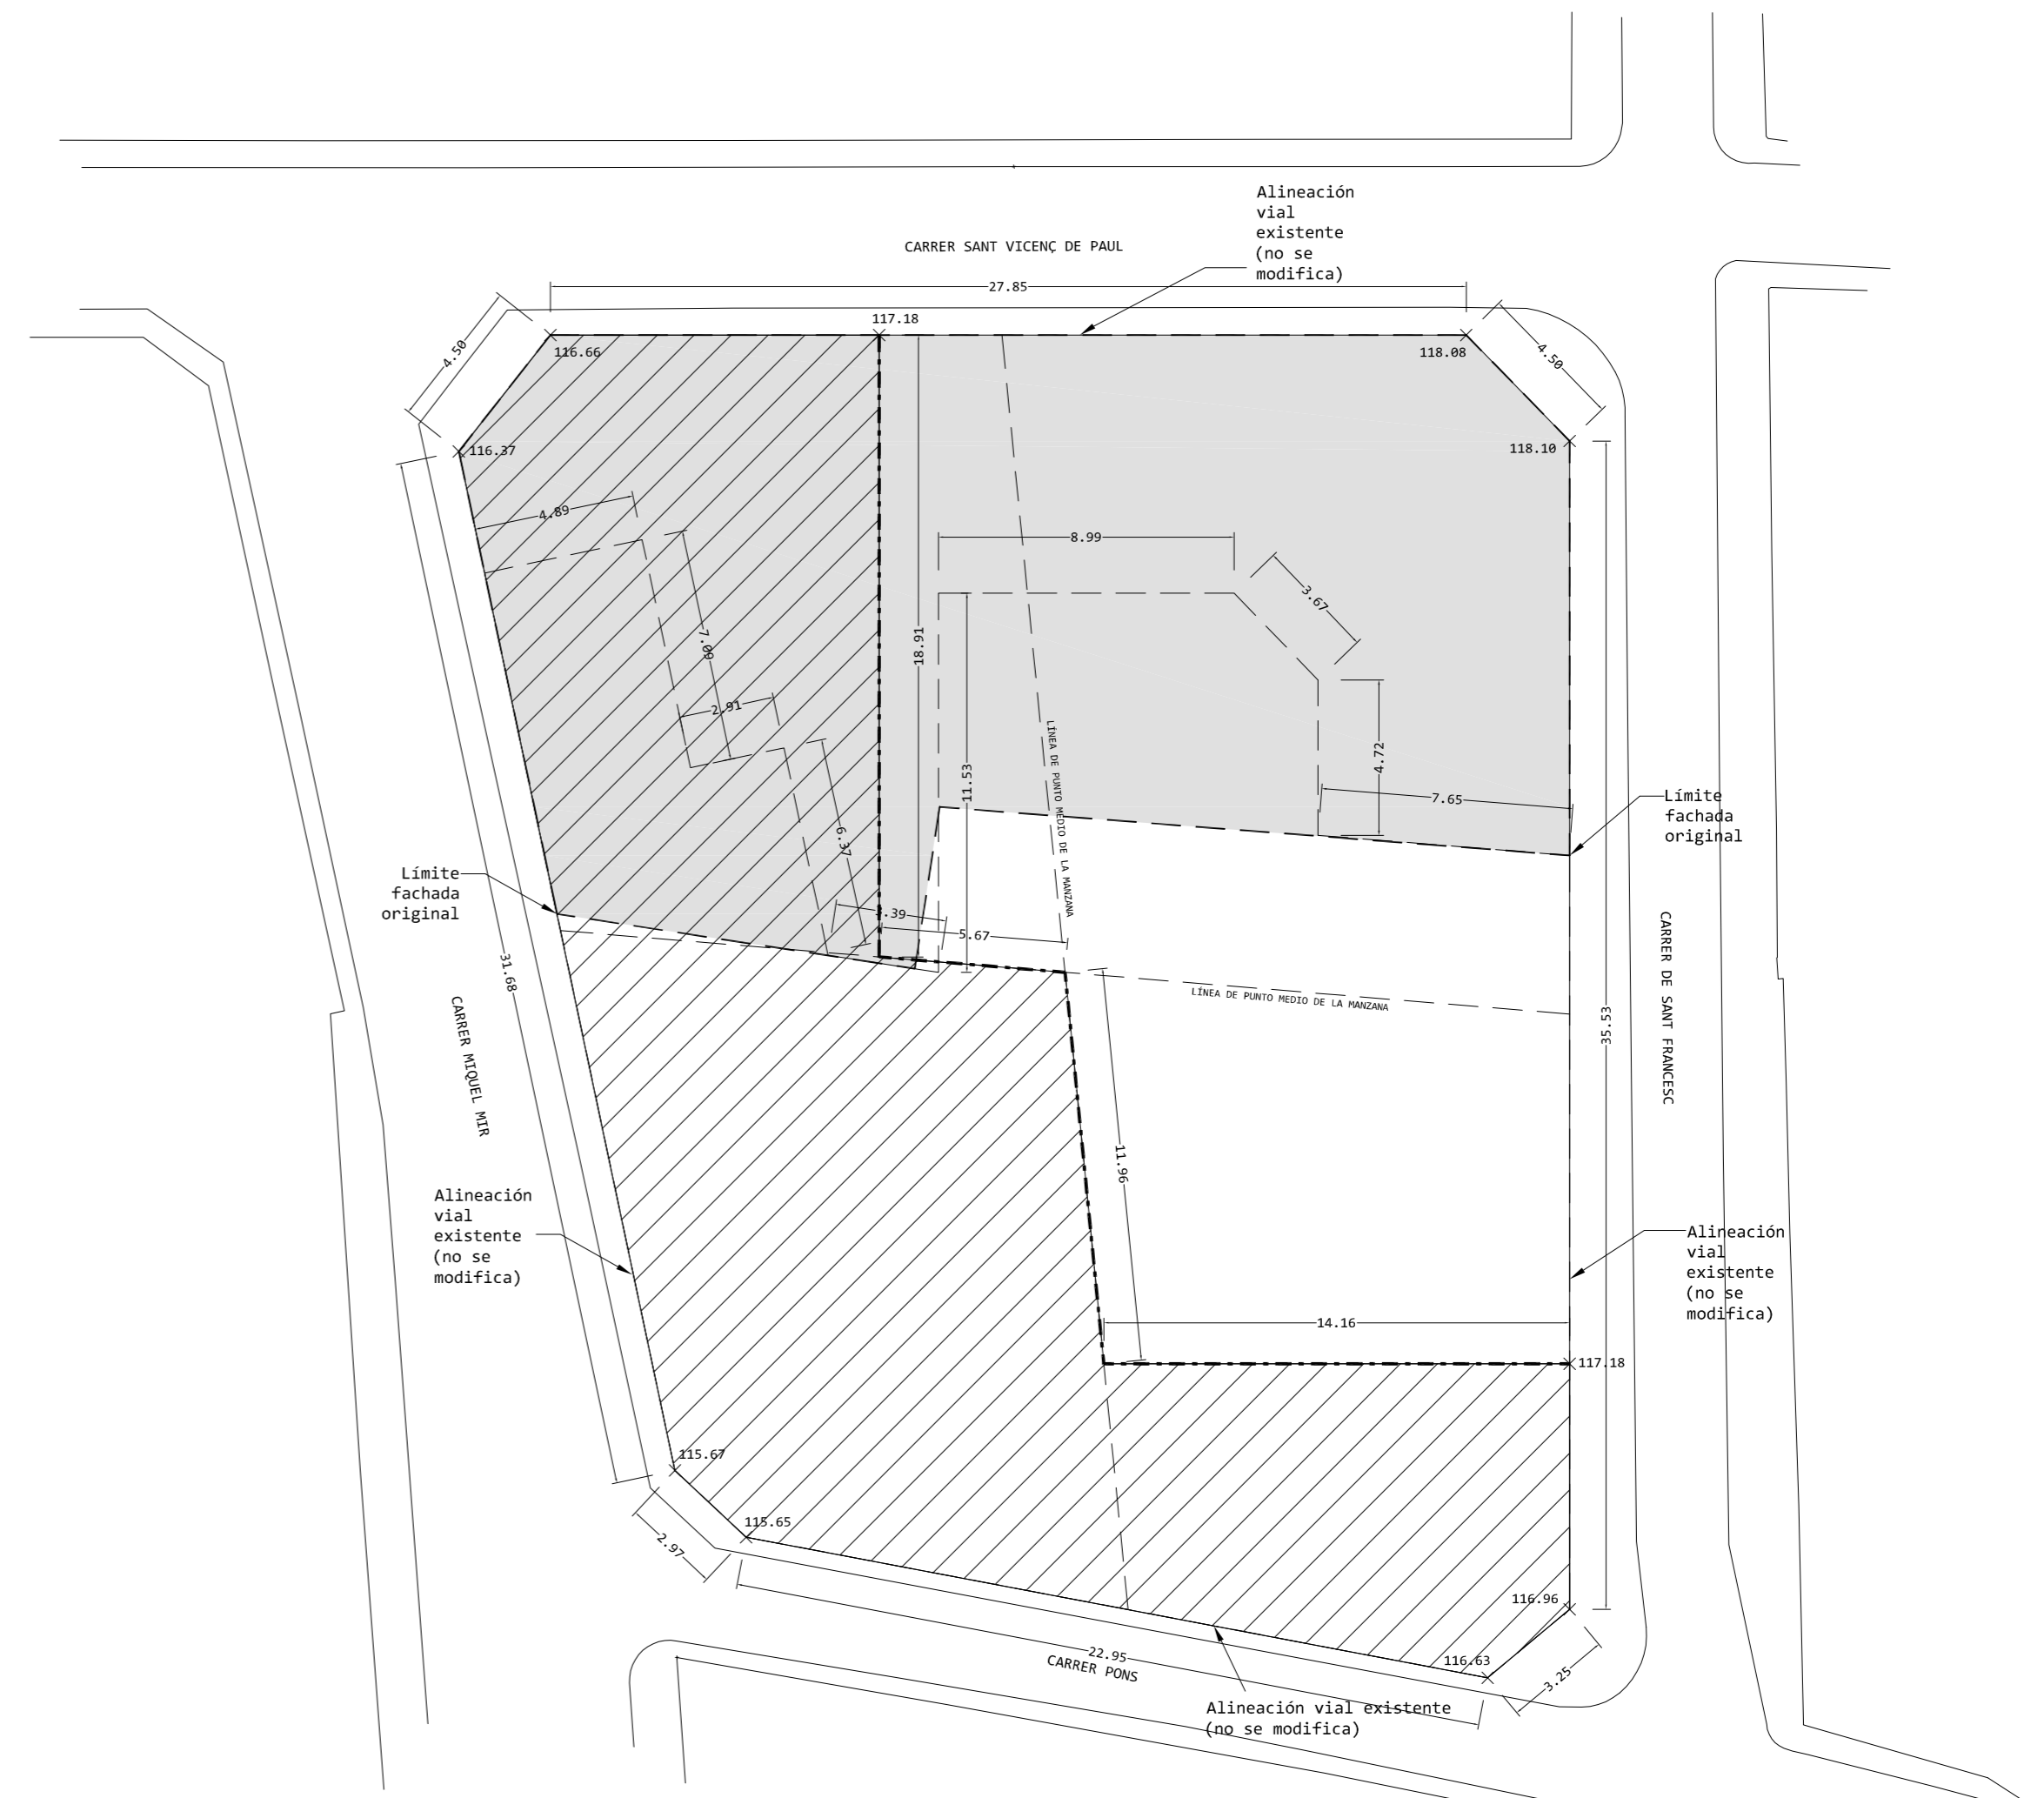 Alineación
vial
existente
(no se
modifica)
CARRER SANT VICENÇ DE PAUL
27.85
117.18
116.66
118.08
4.50
4.50
116.37
118.10
4.89
8.99
3.67
7.09
18.91
2.91
4.72
11.53
LÍNEA DE PUNTO MEDIO DE LA MANZANA
7.65
Límite
fachada
original
6.37
Límite
fachada
original
.39
5.67
31.68
LÍNEA DE PUNTO MEDIO DE LA MANZANA
CARRER DE SANT FRANCESC
35.53
CARRER MIQUEL MIR
11.96
Alineación
vial
existente
(no se
modifica)
Alineación
vial
existente
(no se
modifica)
14.16
117.18
115.67
115.65
2.97
116.96
22.95
CARRER PONS
116.63
3.25
Alineación vial existente
(no se modifica)